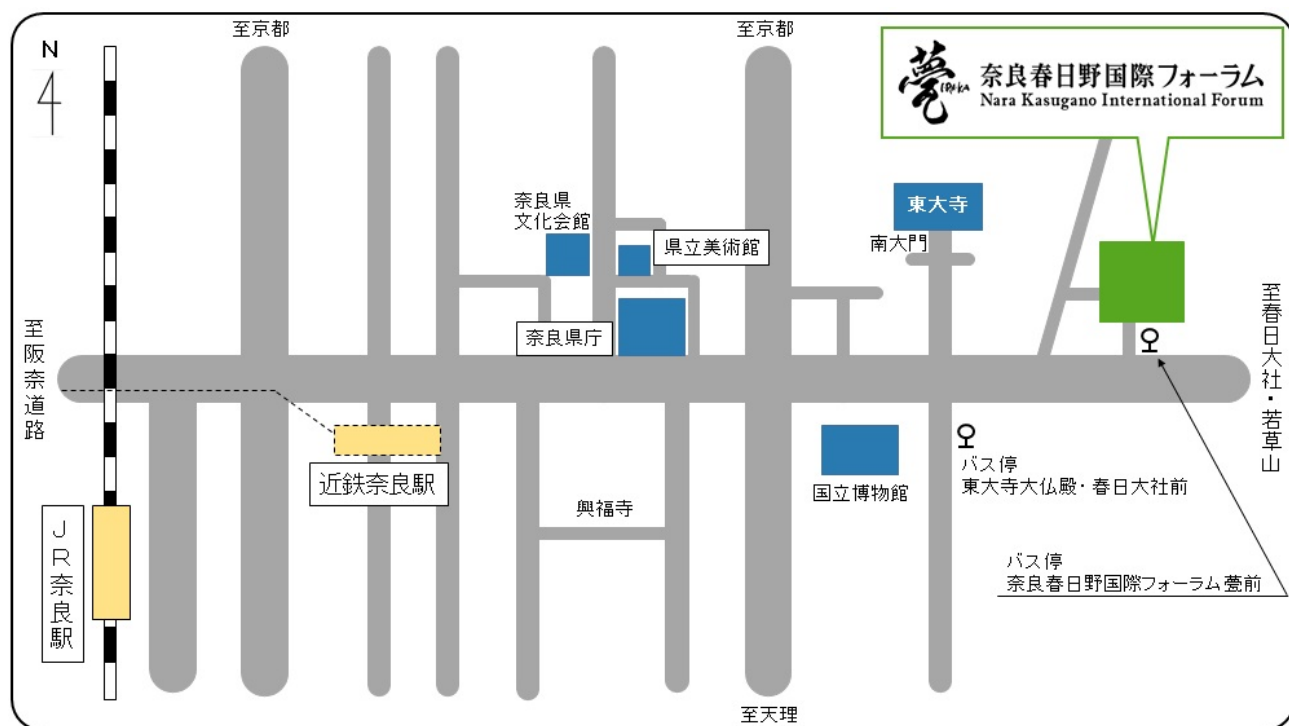 至京都
至京都
N
甍
IRAKA
奈良春日野国際フォーラム
Nara Kasugano International Forum
奈良県
文化会館
県立美術館
東大寺
南大門
奈良県庁
至阪奈道路
至春日大社・若草山
近鉄奈良駅
国立博物館
バス停
東大寺大仏殿・春日大社前
興福寺
JR奈良駅
バス停
奈良春日野国際フォーラム甍前
至天理